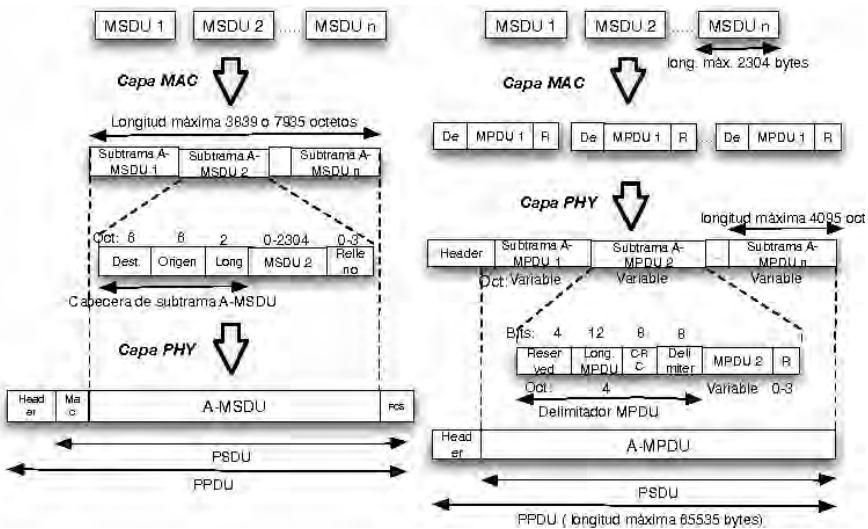 MSDU 1 MSDU 2 ..... MSDU n
Capa MAC
Longitud máxima 3839 o 7935 octetos
Subtrama A-MSDU 1 Subtrama A-MSDU 2 Subtrama A-MSDU n
Oct: 6 6 2 0-2304 0-3
Dest. Origen Long MSDU 2 Relleno
Cabecera de subtrama A-MSDU
Capa PHY
Header Mac A-MSDU FCS
PSDU
PPDU
MSDU 1 MSDU 2 ..... MSDU n
long. máx. 2304 bytes
Capa MAC
De MPDU 1 R De MPDU 1 R ... De MPDU 1 R
Capa PHY
longitud máxima 4095 oct
Header Subtrama A-MPDU 1 Subtrama A-MPDU 2 ... Subtrama A-MPDU n
Oct: Variable Variable Variable
Bits: 4 12 8 8
Reserved Long. MPDU CRC Delimiter MPDU 2 R
Oct: 4 Variable 0-3
Delimitador MPDU
Header A-MPDU
PSDU
PPDU ( longitud máxima 65535 bytes)